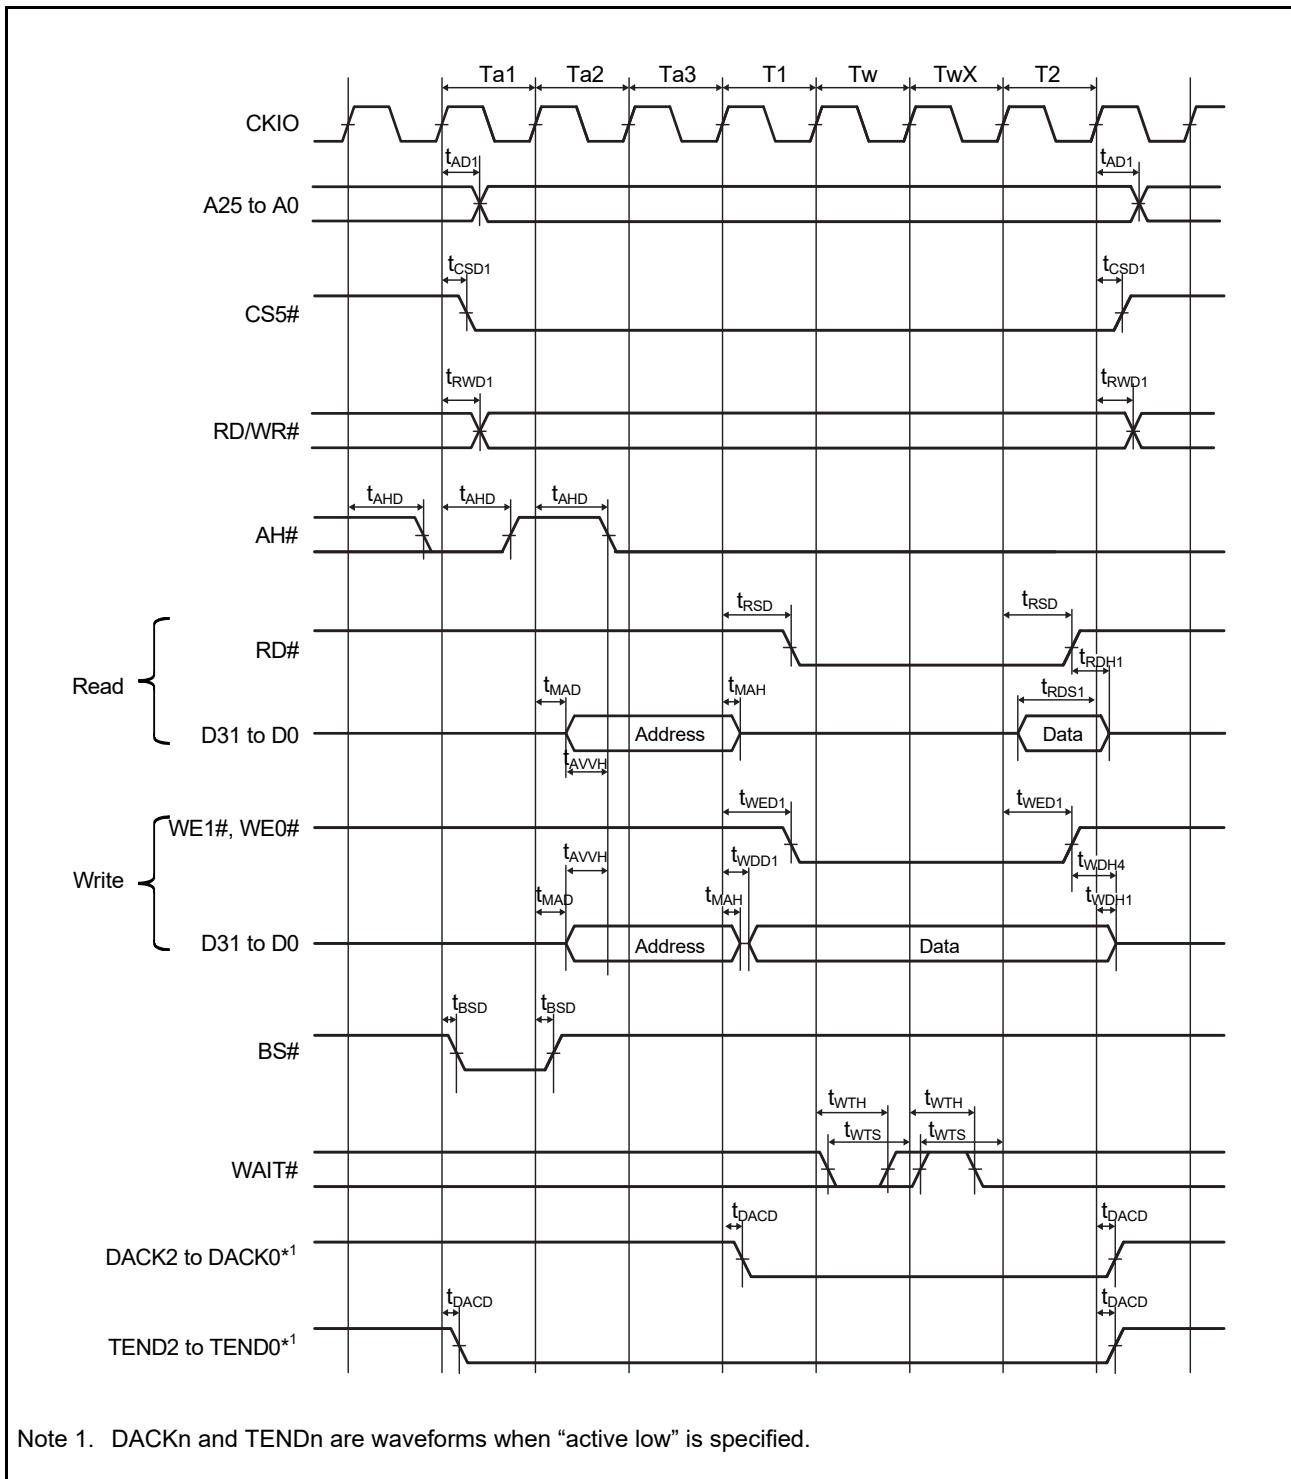 Ta1 Ta2 Ta3 T1 Tw TwX T2
CKIO
tAD1 tAD1
A25 to A0
tCSD1 tCSD1
CS5#
tRWD1 tRWD1
RD/WR#
tAHD tAHD tAHD
AH#
tRSD tRSD
RD#
tRDH1
Read
tMAD tMAH tRDS1
D31 to D0 Address Data
tAVVH
tWED1 tWED1
WE1#, WE0#
tAVVH tWDD1 tWDH4
Write
tMAD tMAH tWDH1
D31 to D0 Address Data
tBSD tBSD
BS#
tWTH tWTH
tWTS tWTS
WAIT#
tDACD tDACD
DACK2 to DACK0*1
tDACD tDACD
TEND2 to TEND0*1
Note 1. DACKn and TENDn are waveforms when “active low” is specified.